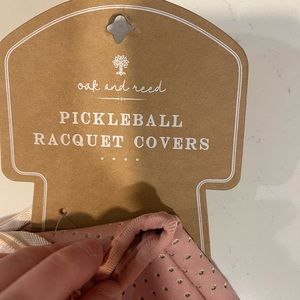 oak and reed
PICKLEBALL
RACQUET COVERS